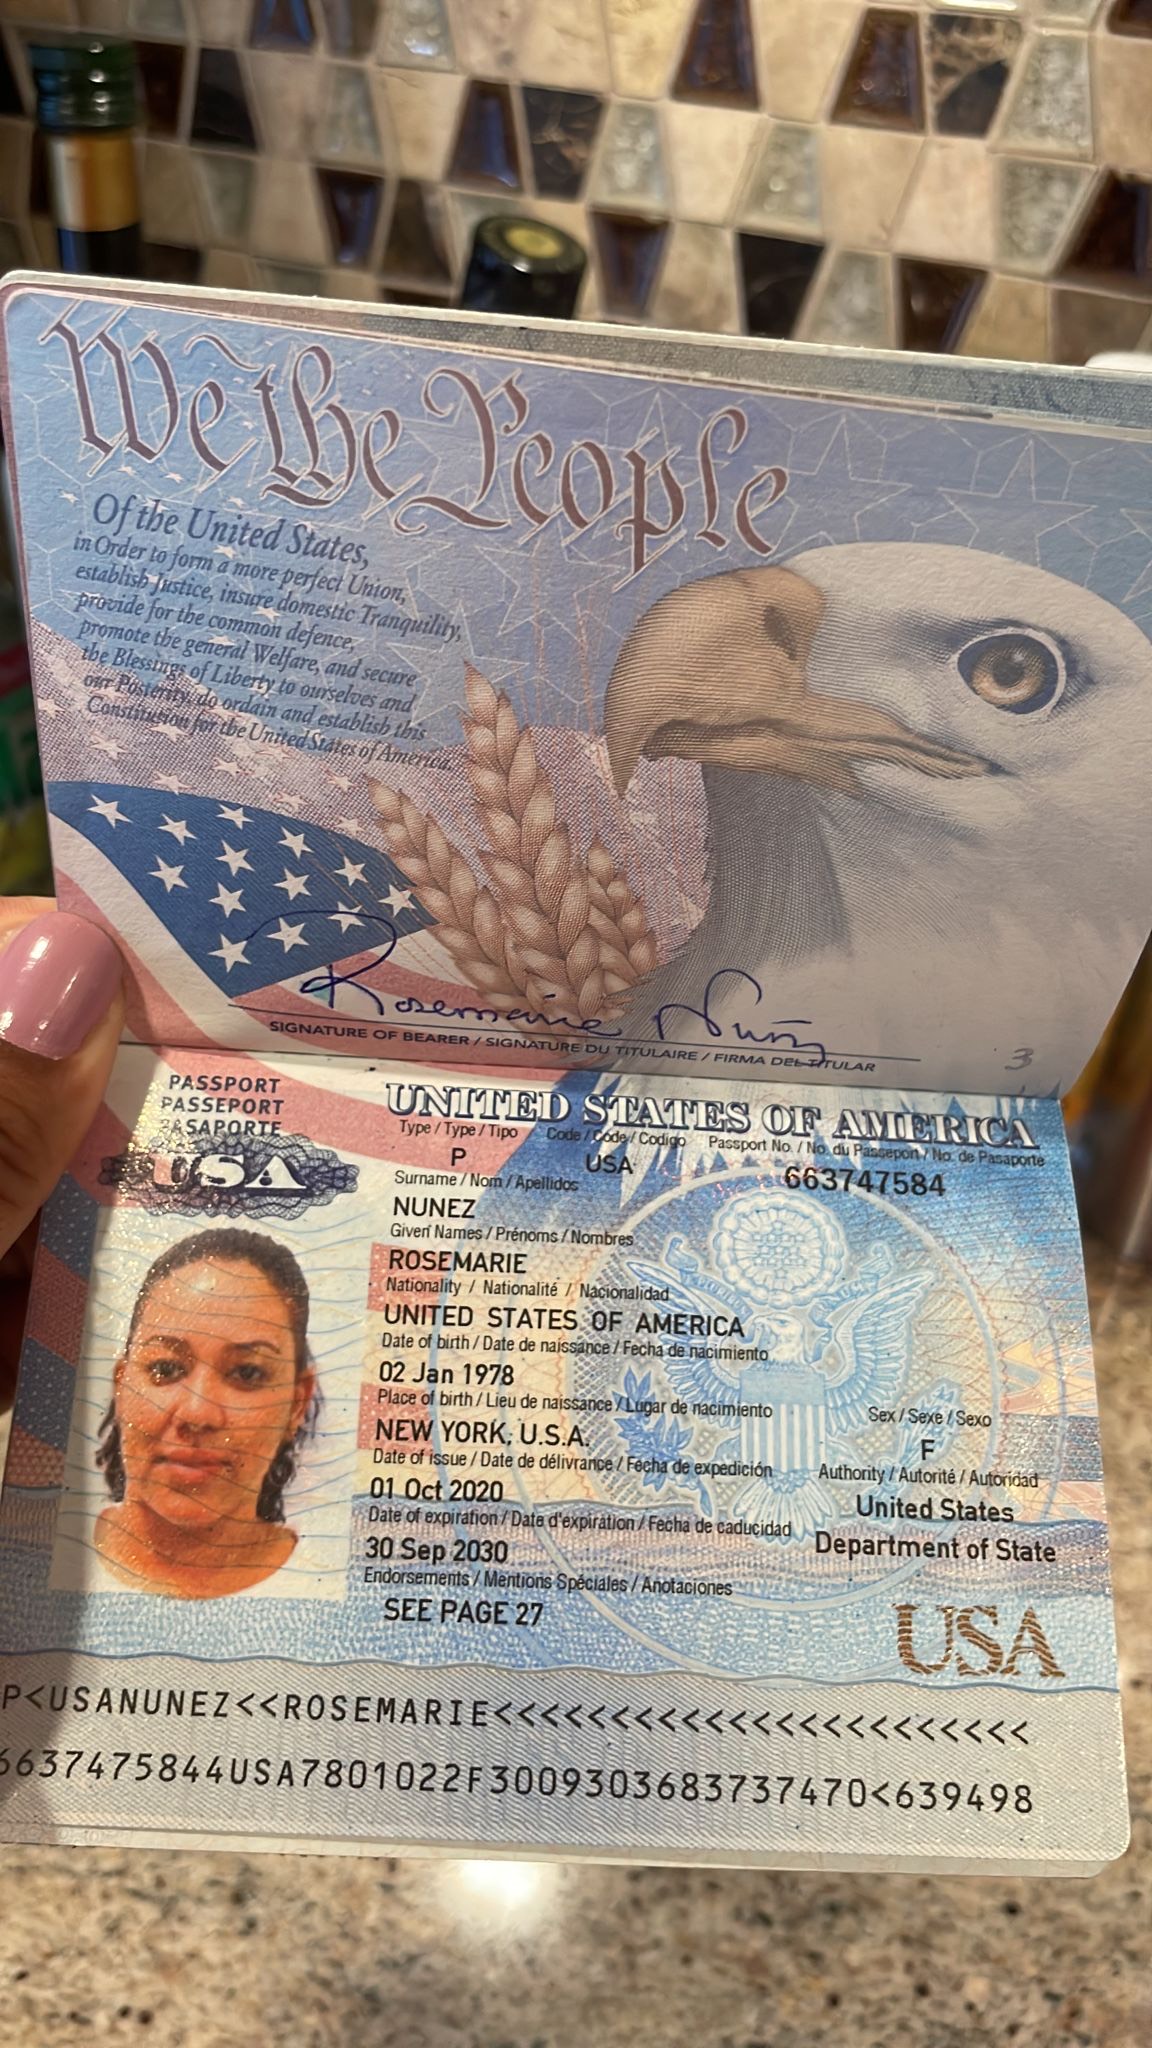 We the People
Of the United States,
in Order to form a more perfect Union,
establish Justice, insure domestic Tranquility,
provide for the common defence,
promote the general Welfare, and secure
the Blessings of Liberty to ourselves and
our Posterity, do ordain and establish this
Constitution for the United States of America.
Rosemarie Nuñez
SIGNATURE OF BEARER / SIGNATURE DU TITULAIRE / FIRMA DEL TITULAR
3
PASSPORT
PASSEPORT
PASAPORTE
USA
UNITED STATES OF AMERICA
Type / Type / Tipo Code / Code / Codigo Passport No. / No. du Passeport / No. de Pasaporte
P USA 663747584
Surname / Nom / Apellidos
NUNEZ
Given Names / Prénoms / Nombres
ROSEMARIE
Nationality / Nationalité / Nacionalidad
UNITED STATES OF AMERICA
Date of birth / Date de naissance / Fecha de nacimiento
02 Jan 1978
Place of birth / Lieu de naissance / Lugar de nacimiento
NEW YORK, U.S.A.
Sex / Sexe / Sexo
F
Date of issue / Date de délivrance / Fecha de expedición
01 Oct 2020
Authority / Autorité / Autoridad
United States
Department of State
Date of expiration / Date d'expiration / Fecha de caducidad
30 Sep 2030
Endorsements / Mentions Spéciales / Anotaciones
SEE PAGE 27
USA
P<USANUNEZ<<ROSEMARIE<<<<<<<<<<<<<<<<<<<<<<<
6637475844USA7801022F3009303683737470<639498